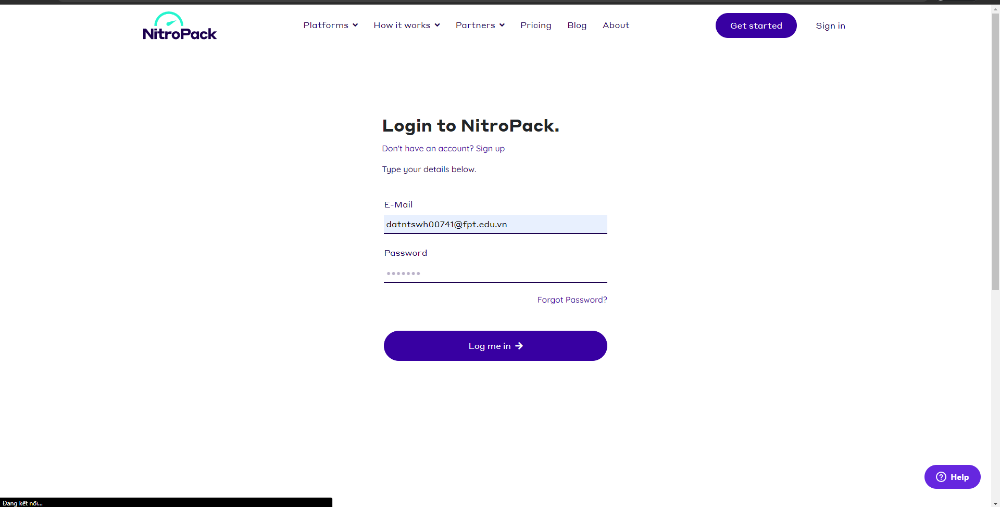 NitroPack
Platforms How it works Partners Pricing Blog About Get started Sign in
Login to NitroPack.
Don't have an account? Sign up
Type your details below.
E-Mail
datntswh00741@fpt.edu.vn
Password
•••••••
Forgot Password?
Log me in →
Help
Đang kết nối...